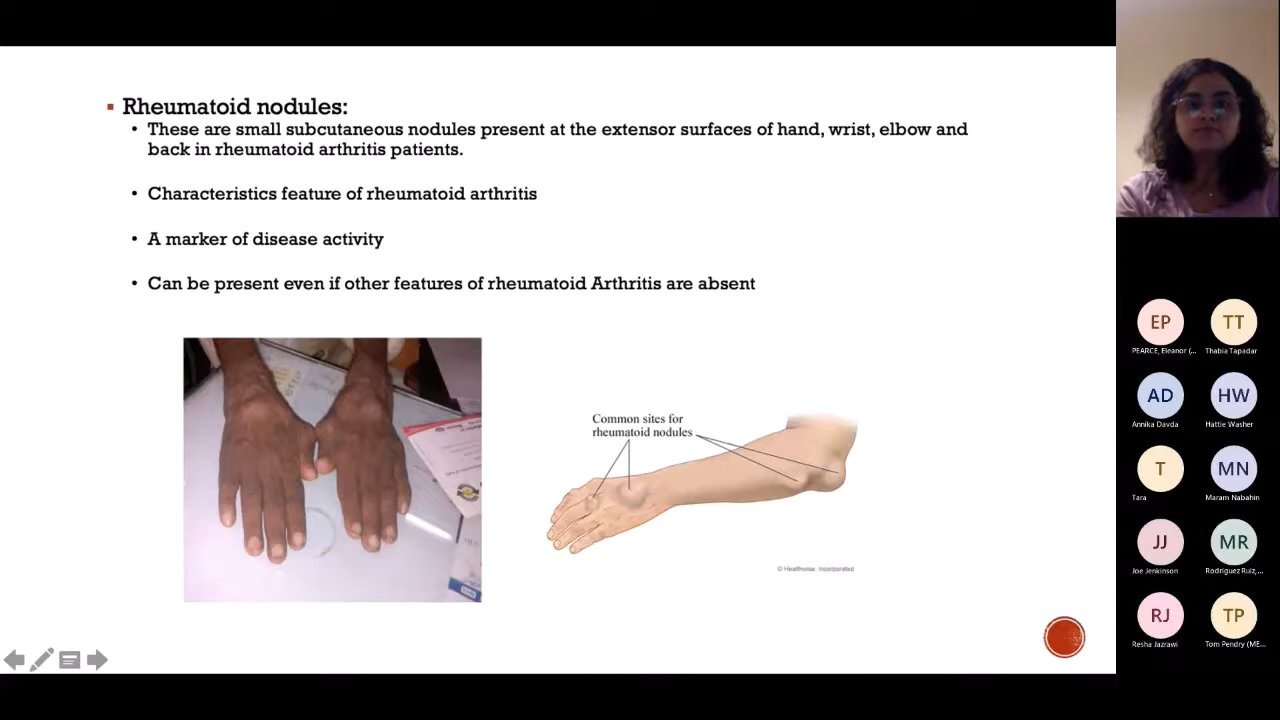 Rheumatoid nodules:
These are small subcutaneous nodules present at the extensor surfaces of hand, wrist, elbow and
back in rheumatoid arthritis patients.
Characteristics feature of rheumatoid arthritis
A marker of disease activity
Can be present even if other features of rheumatoid Arthritis are absent
Common sites for
rheumatoid nodules
© Healthwise, Incorporated
EP
PEARCE, Eleanor (...
TT
Thabia Tapadar
AD
Annika Davda
HW
Hattie Washer
T
Tara
MN
Maram Nabahin
JJ
Joe Jenkinson
MR
Rodriguez Ruiz,...
RJ
Resha Jazrawi
TP
Tom Pendry (ME...